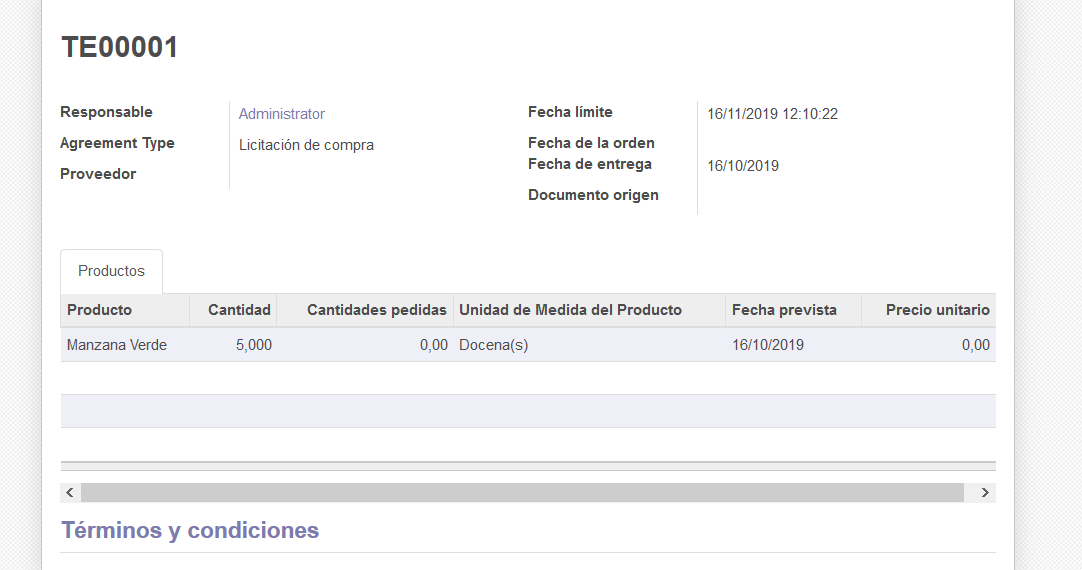 TE00001
Responsable Administrator
Agreement Type Licitación de compra
Proveedor
Fecha límite 16/11/2019 12:10:22
Fecha de la orden
Fecha de entrega 16/10/2019
Documento origen
Productos
Producto Cantidad Cantidades pedidas Unidad de Medida del Producto Fecha prevista Precio unitario
Manzana Verde 5,000 0,00 Docena(s) 16/10/2019 0,00
Términos y condiciones